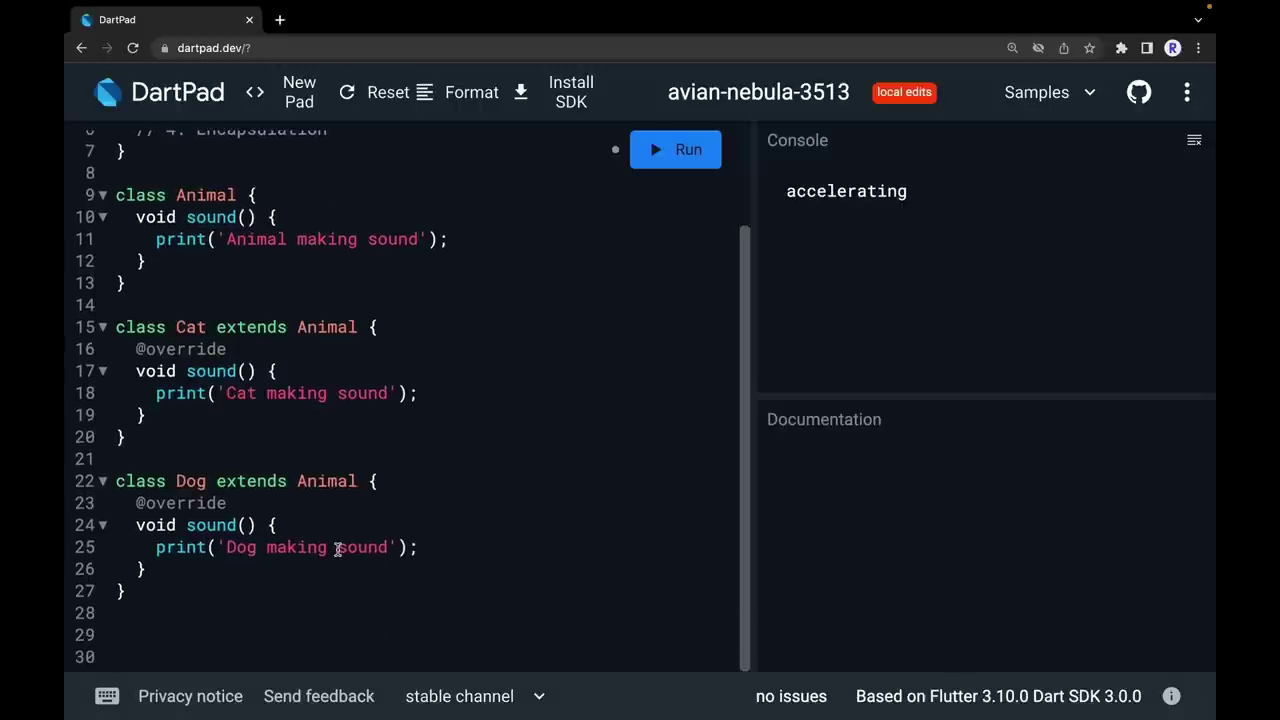 DartPad
dartpad.dev/?
R
DartPad
<> New Pad
Reset
Format
Install SDK
avian-nebula-3513
local edits
Samples
6 // 4. Encapsulation
7 }
Run
8
9 class Animal {
10 void sound() {
11 print('Animal making sound');
12 }
13 }
14
15 class Cat extends Animal {
16 @override
17 void sound() {
18 print('Cat making sound');
19 }
20 }
21
22 class Dog extends Animal {
23 @override
24 void sound() {
25 print('Dog making sound');
26 }
27 }
28
29
30
Console
accelerating
Documentation
Privacy notice
Send feedback
stable channel
no issues
Based on Flutter 3.10.0 Dart SDK 3.0.0